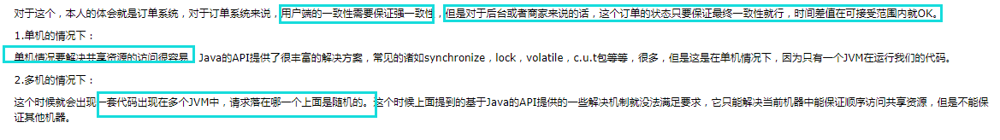 对于这个，本人的体会就是订单系统，对于订单系统来说，用户端的一致性需要保证强一致性，但是对于后台或者商家来说的话，这个订单的状态只要保证最终一致性就行，时间差值在可接受范围内就OK。
1.单机的情况下：
单机情况要解决共享资源的访问很容易，Java的API提供了很丰富的解决方案，常见的诸如synchronize，lock，volatile，c.u.t包等等，很多，但是这是在单机情况下，因为只有一个JVM在运行我们的代码。
2.多机的情况下：
这个时候就会出现一套代码出现在多个JVM中，请求落在哪一个上面是随机的。这个时候上面提到的基于Java的API提供的一些解决机制就没法满足要求，它只能解决当前机器中能保证顺序访问共享资源，但是不能保
证其他机器。